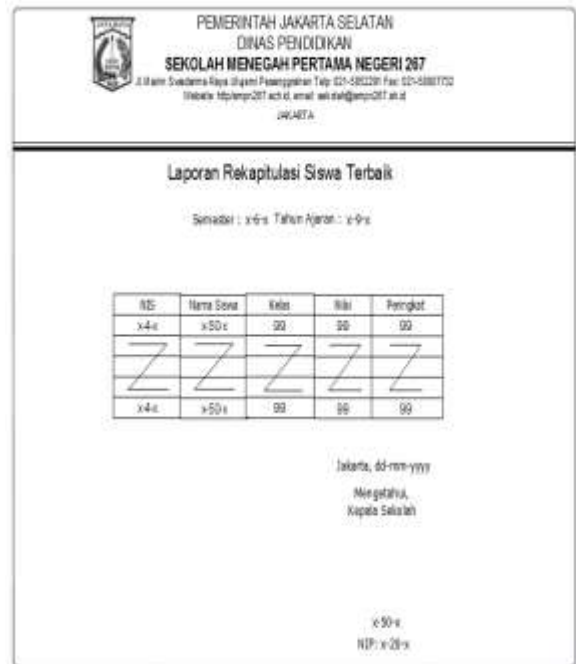 PEMERINTAH JAKARTA SELATAN
DINAS PENDIDIKAN
SEKOLAH MENEGAH PERTAMA NEGERI 267
JAKARTA
Laporan Rekapitulasi Siswa Terbaik
Semester : x-6-x Tahun Ajaran : x-9-x
NIS Nama Siswa Kelas Nilai Peringkat
x-4-x x-50-x 99 99 99
x-4-x x-50-x 99 99 99
Jakarta, dd-mm-yyyy
Mengetahui,
Kepala Sekolah
x-50-x
NIP: x-20-x